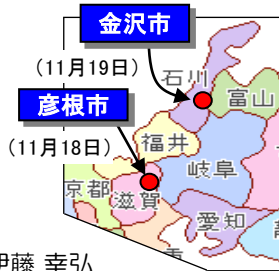 金沢市
(11月19日)
石川
富山
彦根市
(11月18日)
福井
岐阜
京都
滋賀
愛知
伊藤 幸弘